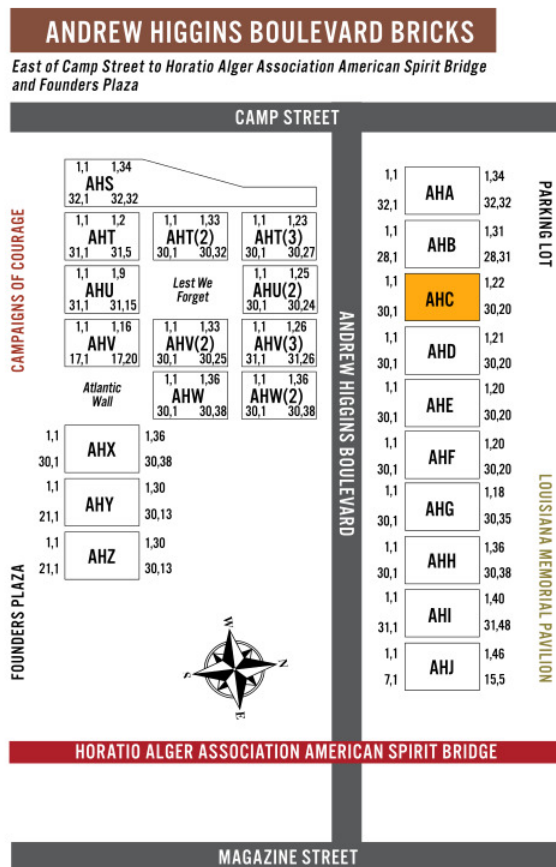 ANDREW HIGGINS BOULEVARD BRICKS
East of Camp Street to Horatio Alger Association American Spirit Bridge
and Founders Plaza
CAMP STREET
1,1 1,34
AHS
32,1 32,32
1,1 1,2
AHT
31,1 31,5
1,1 1,33
AHT(2)
30,1 30,32
1,1 1,23
AHT(3)
30,1 30,27
1,1 1,9
AHU
31,1 31,15
Lest We
Forget
1,1 1,25
AHU(2)
30,1 30,24
1,1 1,16
AHV
17,1 17,20
1,1 1,33
AHV(2)
30,1 30,25
1,1 1,26
AHV(3)
31,1 31,26
Atlantic
Wall
1,1 1,36
AHW
30,1 30,38
1,1 1,36
AHW(2)
30,1 30,38
1,1 1,36
AHX
30,1 30,38
1,1 1,30
AHY
21,1 30,13
1,1 1,30
AHZ
21,1 30,13
CAMPAIGNS OF COURAGE
FOUNDERS PLAZA
W
N
S
E
ANDREW HIGGINS BOULEVARD
1,1 1,34
AHA
32,1 32,32
1,1 1,31
AHB
28,1 28,31
1,1 1,22
AHC
30,1 30,20
1,1 1,21
AHD
30,1 30,20
1,1 1,20
AHE
30,1 30,20
1,1 1,20
AHF
30,1 30,20
1,1 1,18
AHG
30,1 30,35
1,1 1,36
AHH
30,1 30,38
1,1 1,40
AHI
31,1 31,48
1,1 1,46
AHJ
7,1 15,5
PARKING LOT
LOUISIANA MEMORIAL PAVILION
HORATIO ALGER ASSOCIATION AMERICAN SPIRIT BRIDGE
MAGAZINE STREET